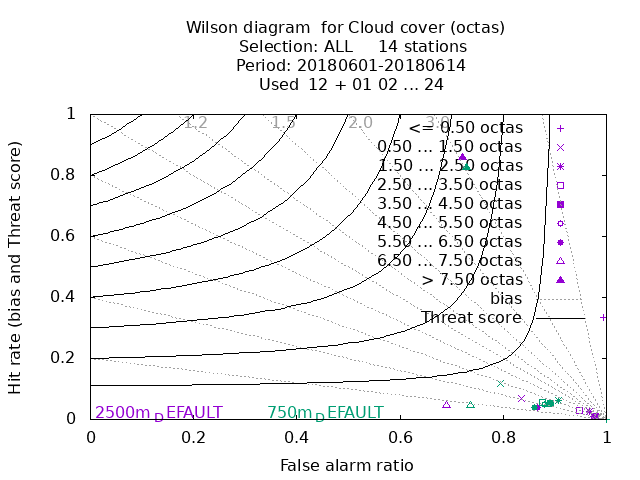 Wilson diagram  for Cloud cover (octas)
Selection: ALL     14 stations
Period: 20180601-20180614
Used  12 + 01 02 ... 24
Hit rate (bias and Threat score)
1
0.8
0.6
0.4
0.2
0
1.2
1.5
2.0
3.0
<= 0.50 octas
0.50 ... 1.50 octas
1.50 ... 2.50 octas
2.50 ... 3.50 octas
3.50 ... 4.50 octas
4.50 ... 5.50 octas
5.50 ... 6.50 octas
6.50 ... 7.50 octas
> 7.50 octas
bias
Threat score
2500m_DEFAULT
750m_DEFAULT
0
0.2
0.4
0.6
0.8
1
False alarm ratio